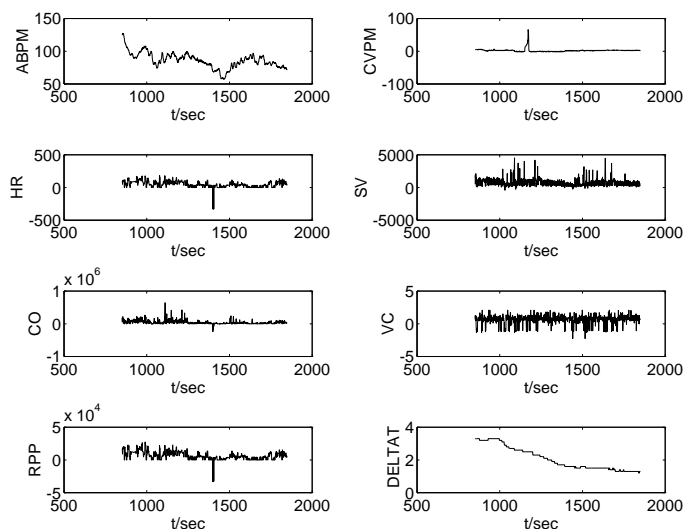 150
100
50
ABPM
500 1000 1500 2000
t/sec
100
0
-100
CVPM
500 1000 1500 2000
t/sec
500
0
-500
HR
500 1000 1500 2000
t/sec
5000
0
-5000
SV
500 1000 1500 2000
t/sec
x 10^6
1
0
-1
CO
500 1000 1500 2000
t/sec
5
0
-5
VC
500 1000 1500 2000
t/sec
x 10^4
5
0
-5
RPP
500 1000 1500 2000
t/sec
4
2
0
DELTAT
500 1000 1500 2000
t/sec